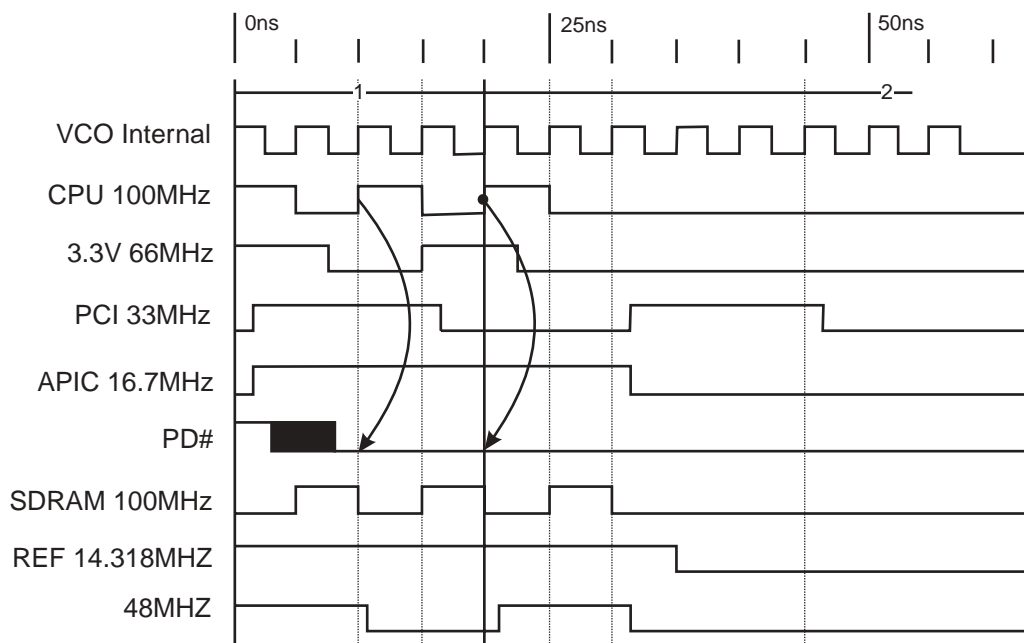 0ns 25ns 50ns
1 2
VCO Internal
CPU 100MHz
3.3V 66MHz
PCI 33MHz
APIC 16.7MHz
PD#
SDRAM 100MHz
REF 14.318MHZ
48MHZ